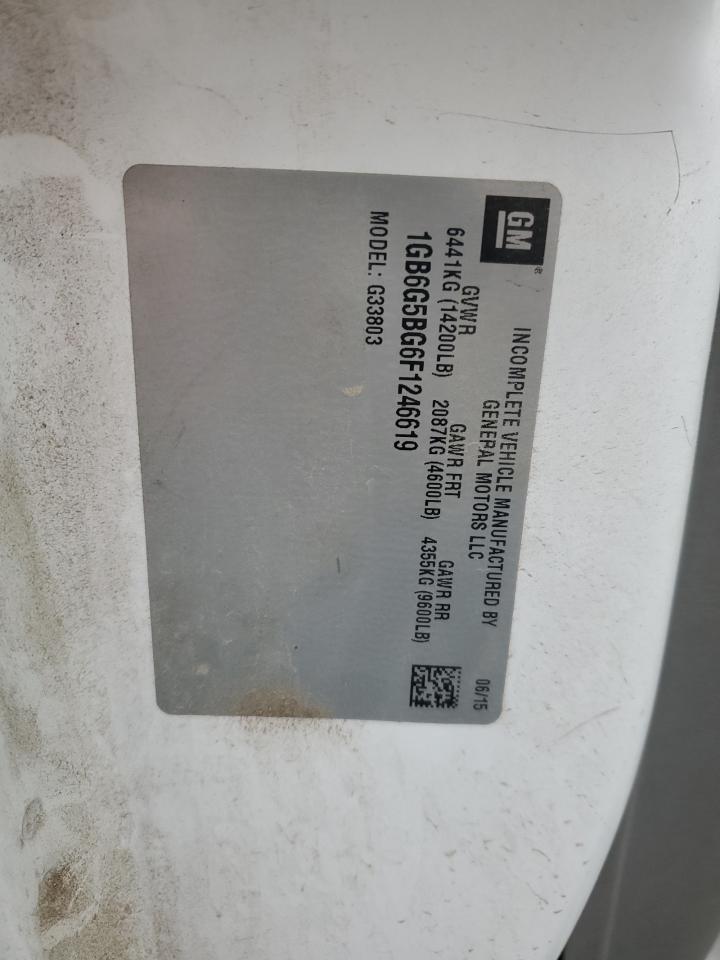 GM®
INCOMPLETE VEHICLE MANUFACTURED BY
GENERAL MOTORS LLC
06/15
GVWR GAWR FRT GAWR RR
6441KG (14200LB) 2087KG (4600LB) 4355KG (9600LB)
1GB6G5BG6F1246619
MODEL: G33803